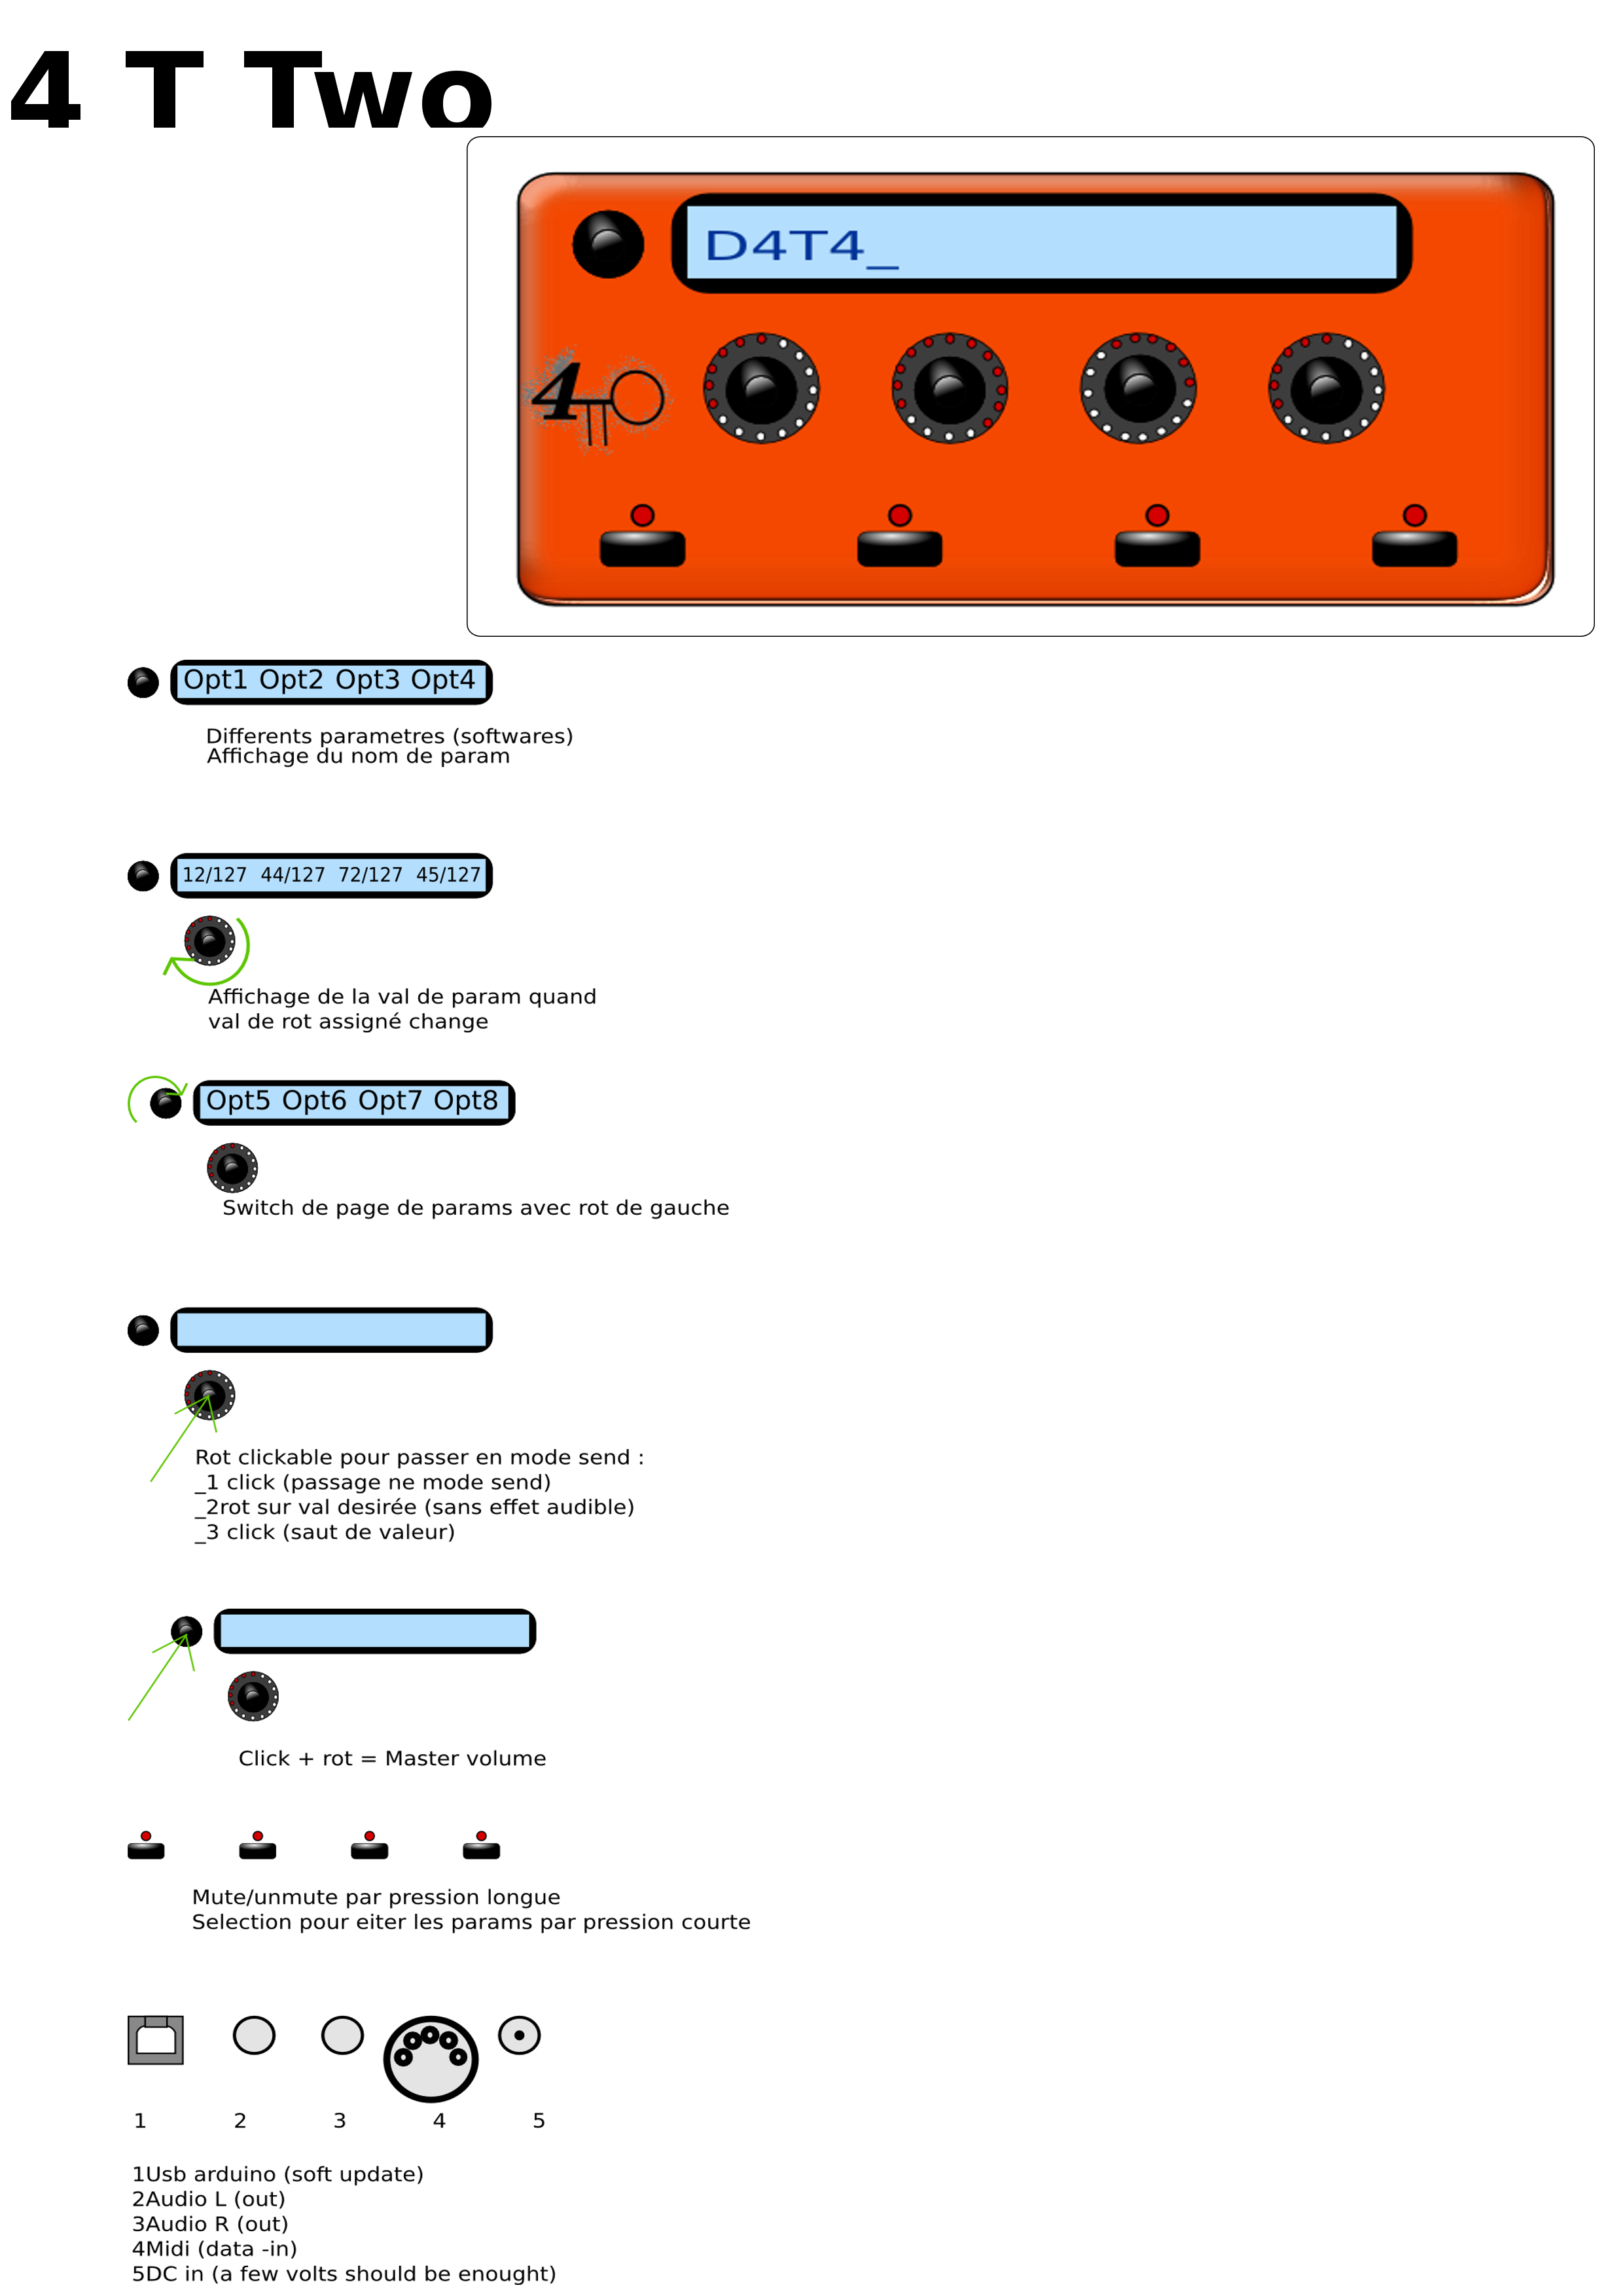 4 T Two
D4T4_
4
Opt1 Opt2 Opt3 Opt4
Differents parametres (softwares)
Affichage du nom de param
12/127 44/127 72/127 45/127
Affichage de la val de param quand
val de rot assigné change
Opt5 Opt6 Opt7 Opt8
Switch de page de params avec rot de gauche
Rot clickable pour passer en mode send :
_1 click (passage ne mode send)
_2rot sur val desirée (sans effet audible)
_3 click (saut de valeur)
Click + rot = Master volume
Mute/unmute par pression longue
Selection pour eiter les params par pression courte
1 2 3 4 5
1Usb arduino (soft update)
2Audio L (out)
3Audio R (out)
4Midi (data -in)
5DC in (a few volts should be enought)